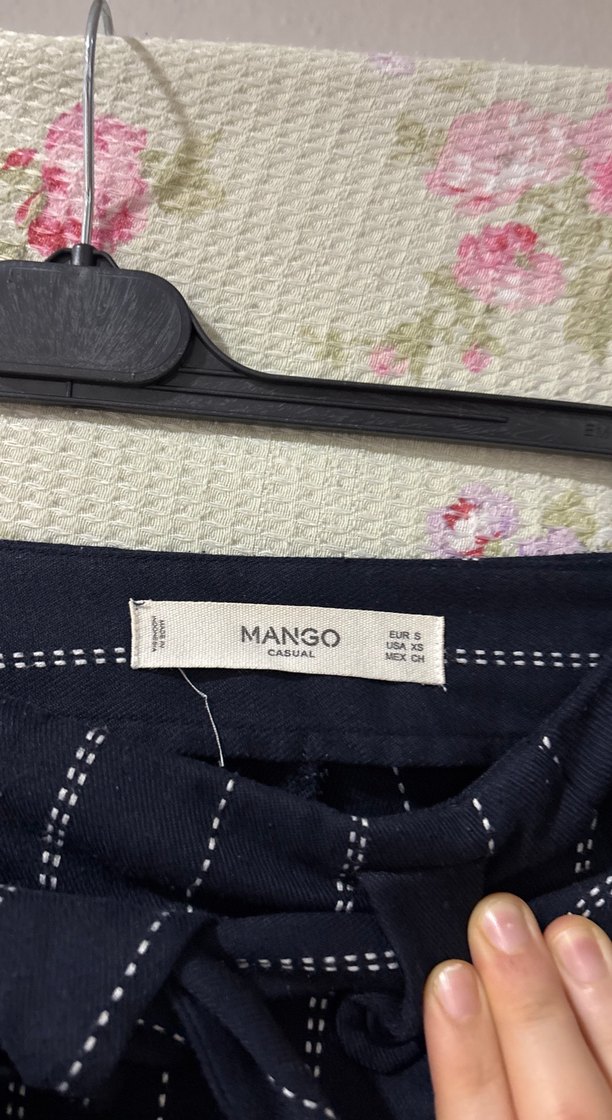 MADE IN
INDONESIA
MANGO
CASUAL
EUR S
USA XS
MEX CH